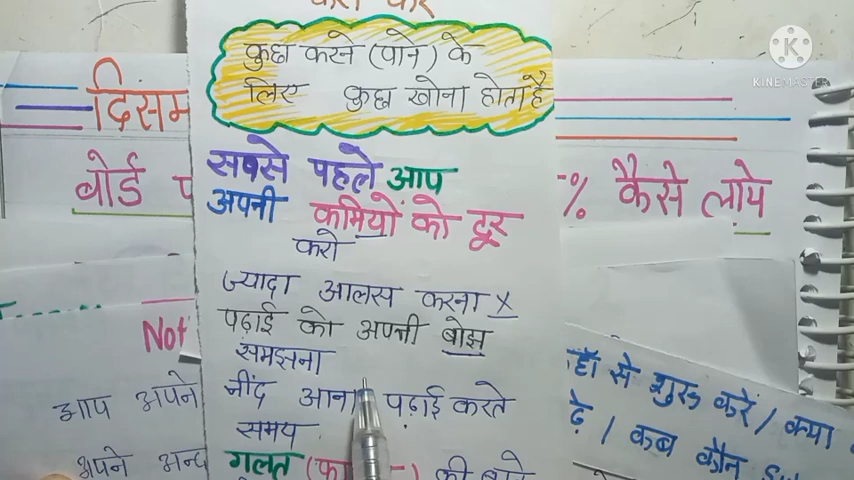 कुछ करने (पाने) के
लिए कुछ खोना होता है
सबसे पहले आप
अपनी कमियों को दूर
करो
ज्यादा आलस करना x
पढ़ाई को अपनी बोझ
समझना
नींद आना पढ़ाई करते
समय
गलत
की बातें
दिसम
बोर्ड
% कैसे लाये
Not
आप अपने
अपने अन्द
से शुरू करें / क्या
ढ़े / कब कौन
KINEMASTER